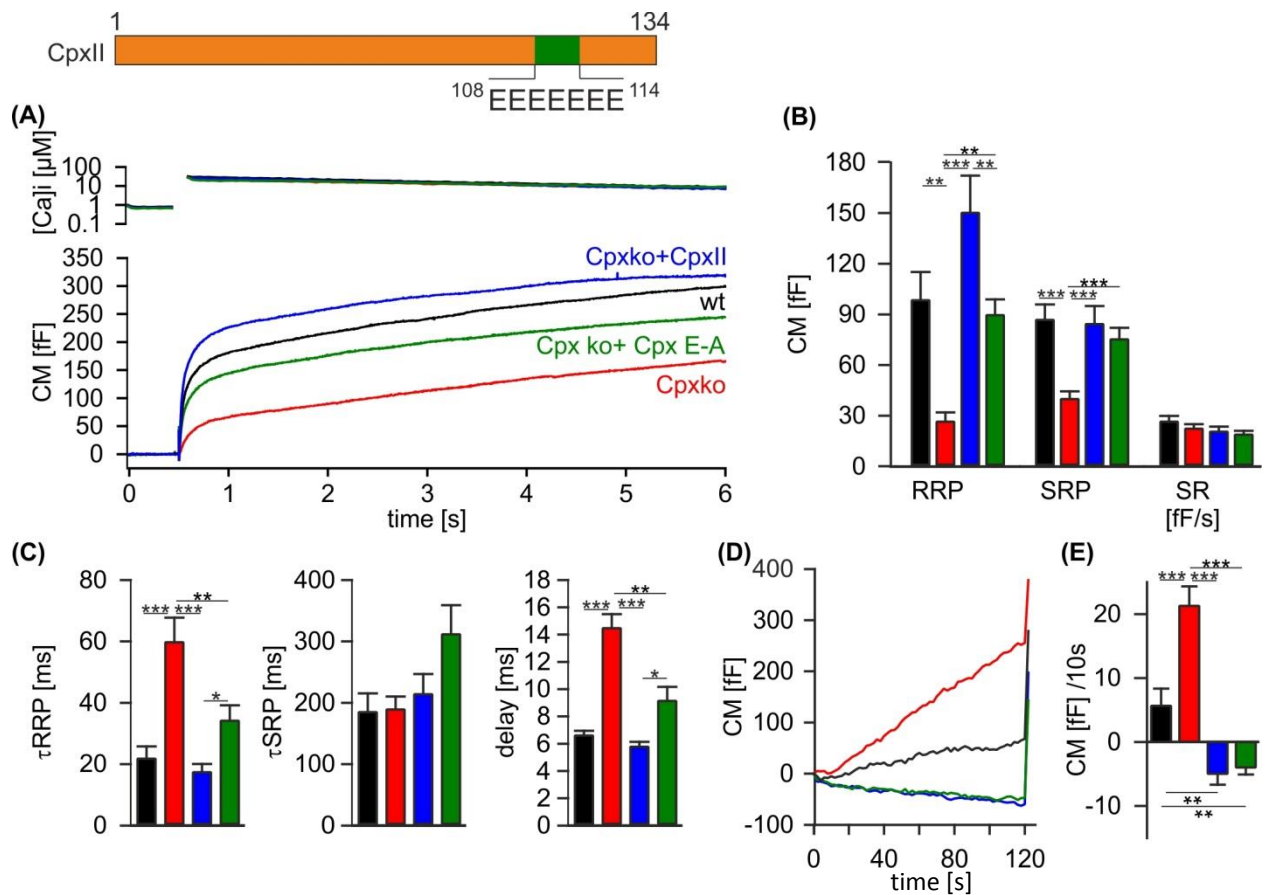 1 134
CpxII
108 EEEEEEE 114
(A)
[Ca]i [µM]
100
10
1
0.1
CM [fF]
350
300
250
200
150
100
50
0
Cpxko+CpxII
wt
Cpx ko+ Cpx E-A
Cpxko
0 1 2 3 4 5 6
time [s]
(B)
CM [fF]
180
150
120
90
60
30
0
**
*** **
**
***
*** ***
RRP SRP SR
[fF/s]
(C)
τRRP [ms]
80
60
40
20
0
**
*** ***
*
τSRP [ms]
400
300
200
100
0
delay [ms]
18
16
14
12
10
8
6
4
2
0
**
*** ***
*
(D)
CM [fF]
400
300
200
100
0
-100
0 40 80 120
time [s]
(E)
CM [fF] /10s
20
10
0
-10
***
*** ***
**
**